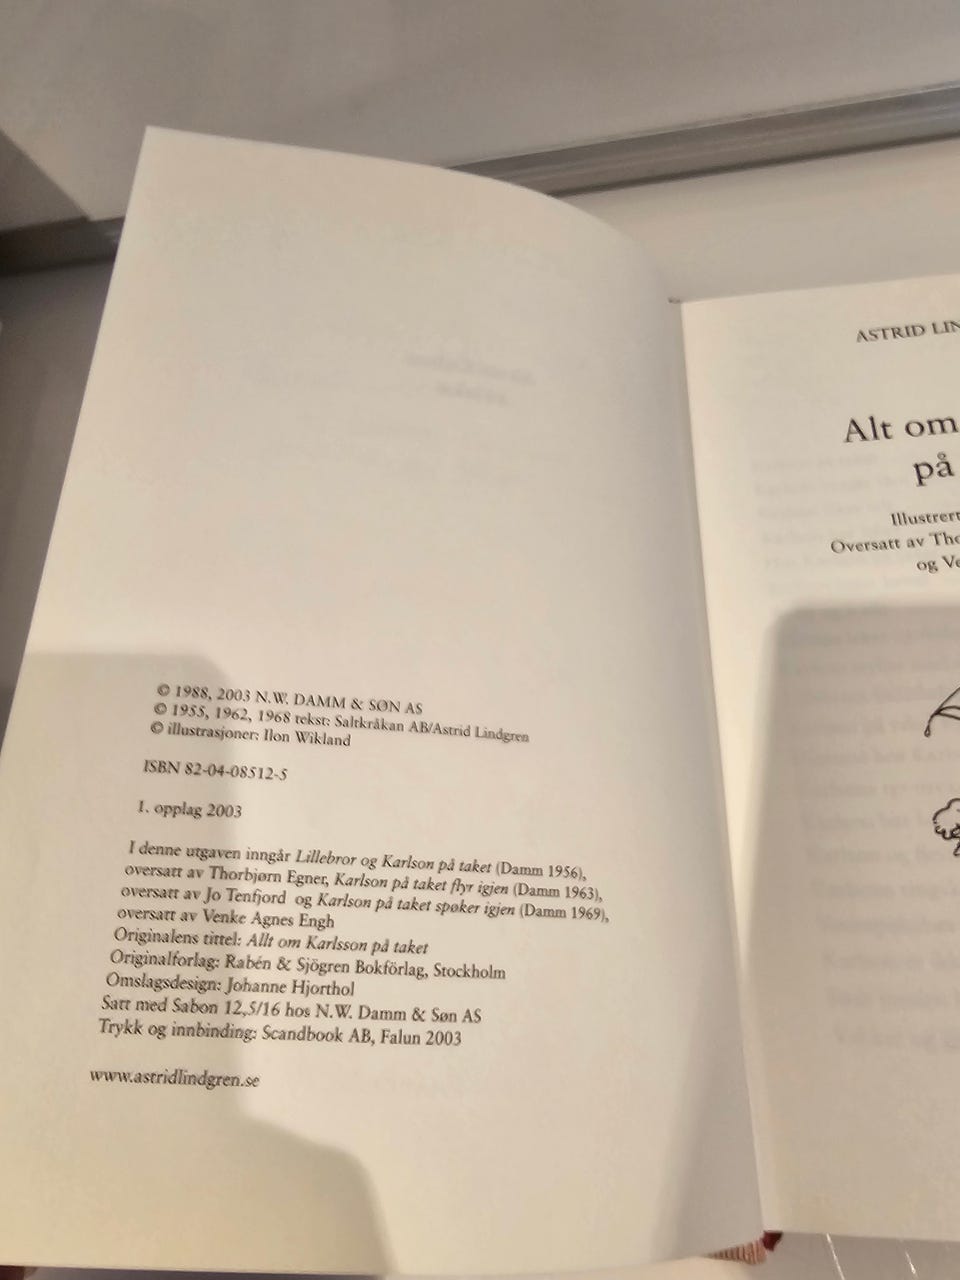 © 1988, 2003 N.W. DAMM & SØN AS
© 1955, 1962, 1968 tekst: Saltkråkan AB/Astrid Lindgren
© illustrasjoner: Ilon Wikland
ISBN 82-04-08512-5
1. opplag 2003
I denne utgaven inngår Lillebror og Karlson på taket (Damm 1956),
oversatt av Thorbjørn Egner, Karlson på taket flyr igjen (Damm 1963),
oversatt av Jo Tenfjord og Karlson på taket spøker igjen (Damm 1969),
oversatt av Venke Agnes Engh
Originalens tittel: Allt om Karlsson på taket
Originalforlag: Rabén & Sjögren Bokförlag, Stockholm
Omslagsdesign: Johanne Hjorthol
Satt med Sabon 12,5/16 hos N.W. Damm & Søn AS
Trykk og innbinding: Scandbook AB, Falun 2003
www.astridlindgren.se
ASTRID LIN
Alt om
på
Illustrert
Oversatt av Tho
og Ve